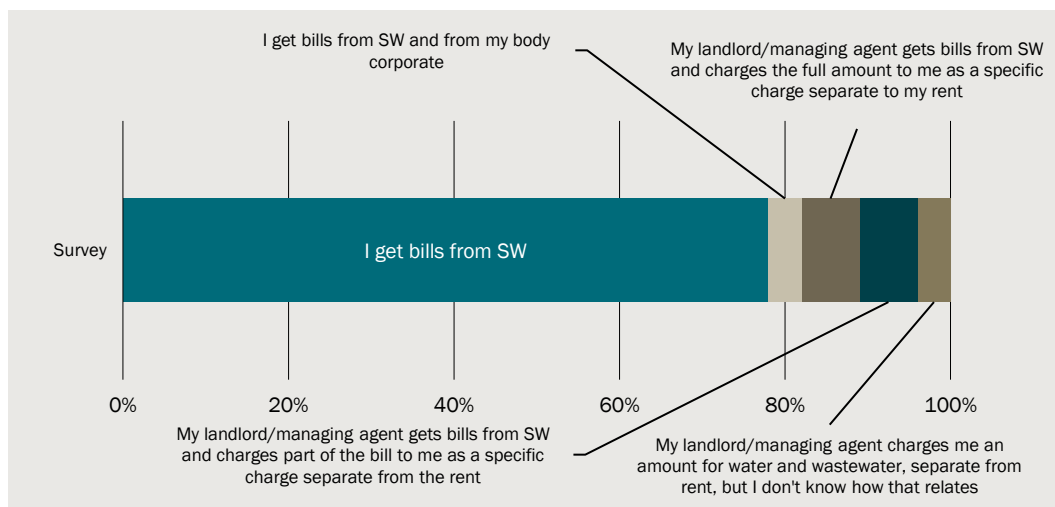 I get bills from SW and from my body
corporate
My landlord/managing agent gets bills from SW
and charges the full amount to me as a specific
charge separate to my rent
Survey
I get bills from SW
0%
20%
40%
60%
80%
100%
My landlord/managing agent gets bills from SW
and charges part of the bill to me as a specific
charge separate from the rent
My landlord/managing agent charges me an
amount for water and wastewater, separate from
rent, but I don't know how that relates